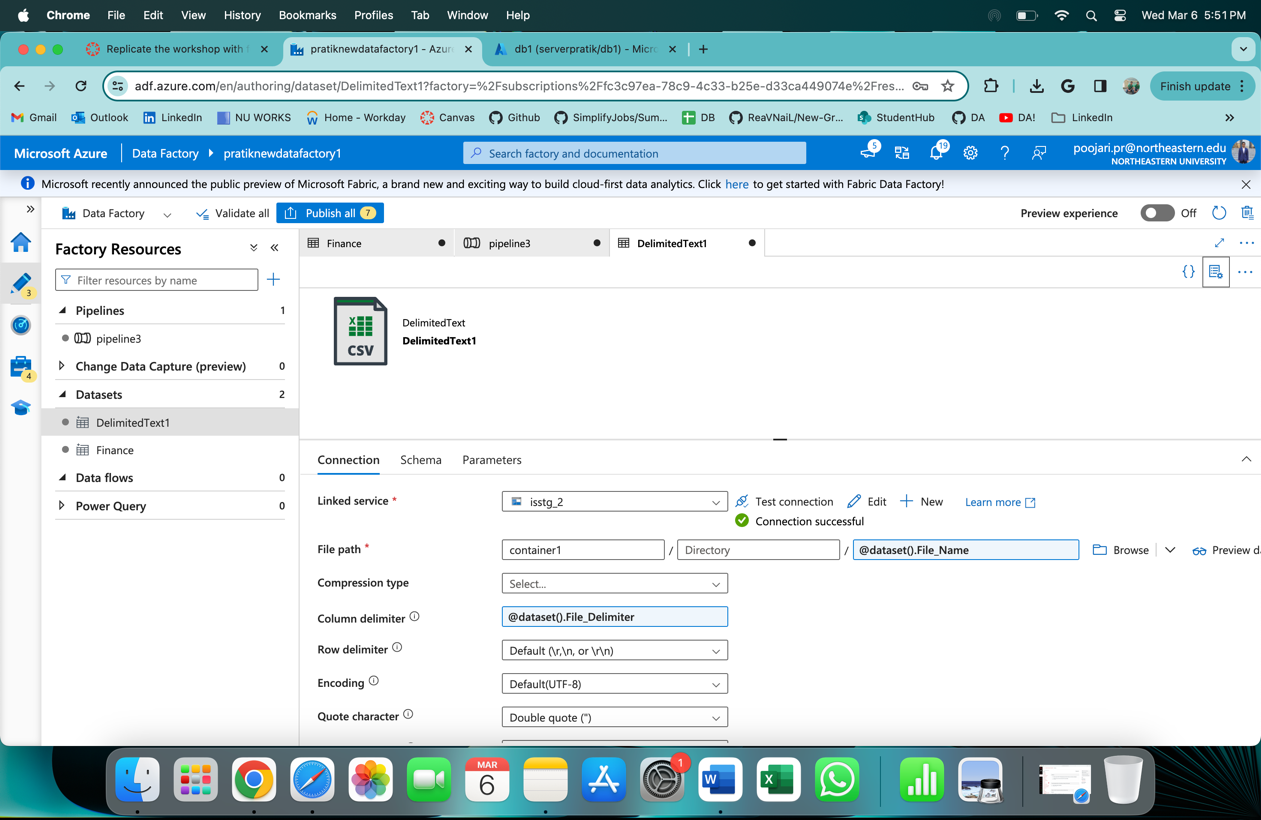 Chrome File Edit View History Bookmarks Profiles Tab Window Help Wed Mar 6 5:51 PM
Replicate the workshop with pratiknewdatafactory1 - Azur db1 (serverpratik/db1) - Micro
adf.azure.com/en/authoring/dataset/DelimitedText1?factory=%2Fsubscriptions%2Ffc3c97ea-78c9-4c33-b25e-d33ca449074e%2Fres... Finish update
Gmail Outlook LinkedIn NU WORKS Home - Workday Canvas Github SimplifyJobs/Sum... DB ReaVNaiL/New-Gr... StudentHub DA DA! LinkedIn »
Microsoft Azure Data Factory pratiknewdatafactory1 Search factory and documentation 5 19 poojari.pr@northeastern.edu
NORTHEASTERN UNIVERSITY
Microsoft recently announced the public preview of Microsoft Fabric, a brand new and exciting way to build cloud-first data analytics. Click here to get started with Fabric Data Factory!
Data Factory Validate all Publish all 7 Preview experience Off
Factory Resources
Finance pipeline3 DelimitedText1
Filter resources by name
3
Pipelines 1
pipeline3
Change Data Capture (preview) 0
4
Datasets 2
DelimitedText1
Finance
Data flows 0
Power Query 0
X
CSV
DelimitedText
DelimitedText1
Connection Schema Parameters
Linked service * isstg_2 Test connection Edit New Learn more
Connection successful
File path * container1 / Directory / @dataset().File_Name Browse Preview da
Compression type Select...
Column delimiter @dataset().File_Delimiter
Row delimiter Default (\r,\n, or \r\n)
Encoding Default(UTF-8)
Quote character Double quote (")
MAR
6
1
W
X